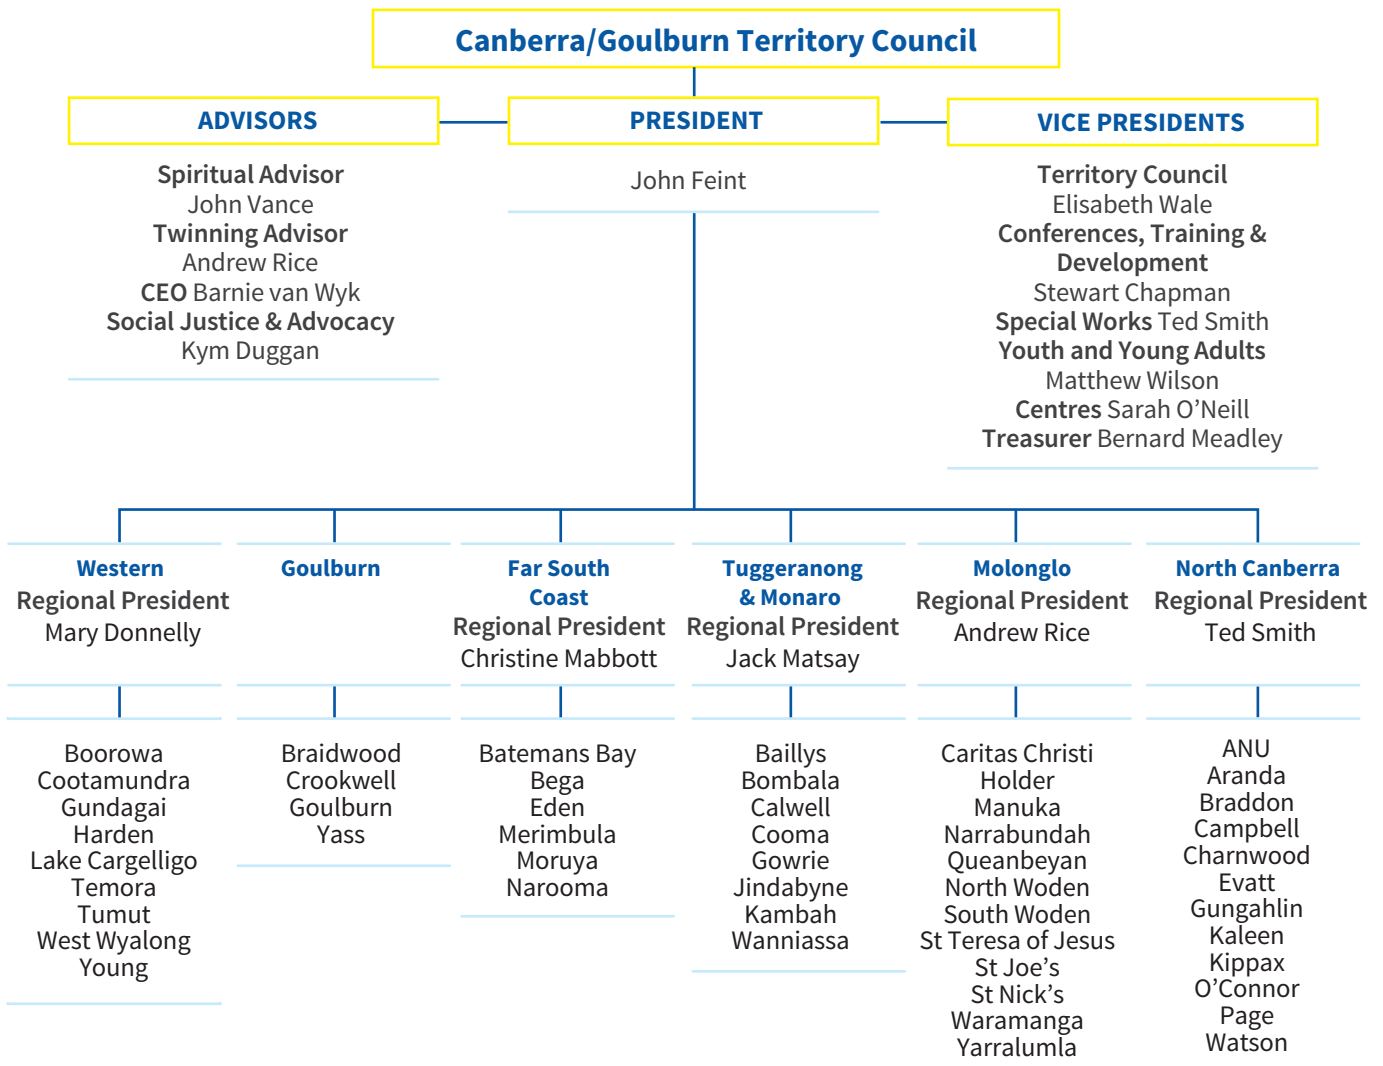 Canberra/Goulburn Territory Council
ADVISORS
Spiritual Advisor
John Vance
Twinning Advisor
Andrew Rice
CEO Barnie van Wyk
Social Justice & Advocacy
Kym Duggan
PRESIDENT
John Feint
VICE PRESIDENTS
Territory Council
Elisabeth Wale
Conferences, Training &
Development
Stewart Chapman
Special Works Ted Smith
Youth and Young Adults
Matthew Wilson
Centres Sarah O’Neill
Treasurer Bernard Meadley
Western
Regional President
Mary Donnelly
Boorowa
Cootamundra
Gundagai
Harden
Lake Cargelligo
Temora
Tumut
West Wyalong
Young
Goulburn
Braidwood
Crookwell
Goulburn
Yass
Far South
Coast
Regional President
Christine Mabbott
Batemans Bay
Bega
Eden
Merimbula
Moruya
Narooma
Tuggeranong
& Monaro
Regional President
Jack Matsay
Baillys
Bombala
Calwell
Cooma
Gowrie
Jindabyne
Kambah
Wanniassa
Molonglo
Regional President
Andrew Rice
Caritas Christi
Holder
Manuka
Narrabundah
Queanbeyan
North Woden
South Woden
St Teresa of Jesus
St Joe’s
St Nick’s
Waramanga
Yarralumla
North Canberra
Regional President
Ted Smith
ANU
Aranda
Braddon
Campbell
Charnwood
Evatt
Gungahlin
Kaleen
Kippax
O’Connor
Page
Watson